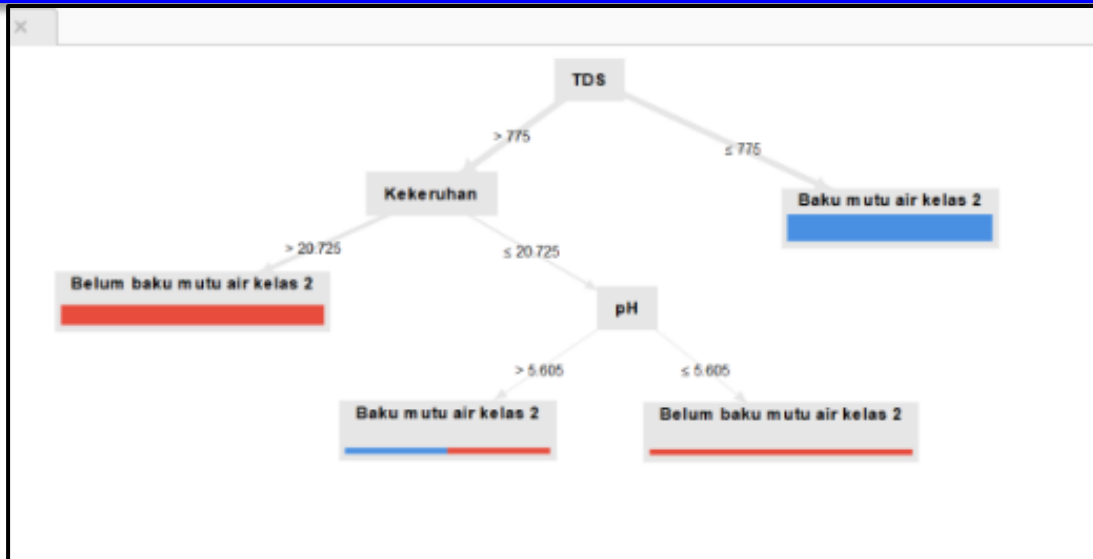 TDS
> 775
≤ 775
Kekeruhan
Baku mutu air kelas 2
> 20.725
≤ 20.725
Belum baku mutu air kelas 2
pH
> 5.605
≤ 5.605
Baku mutu air kelas 2
Belum baku mutu air kelas 2